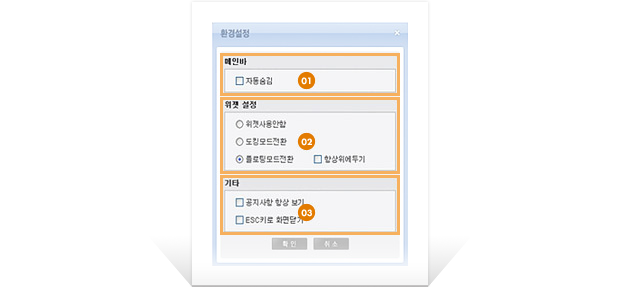 환경설정
메인바
자동숨김
01
위젯 설정
위젯사용안함
도킹모드전환
02
플로팅모드전환 항상위에두기
기타
공지사항 항상 보기
ESC키로 화면닫기
03
확인 취소